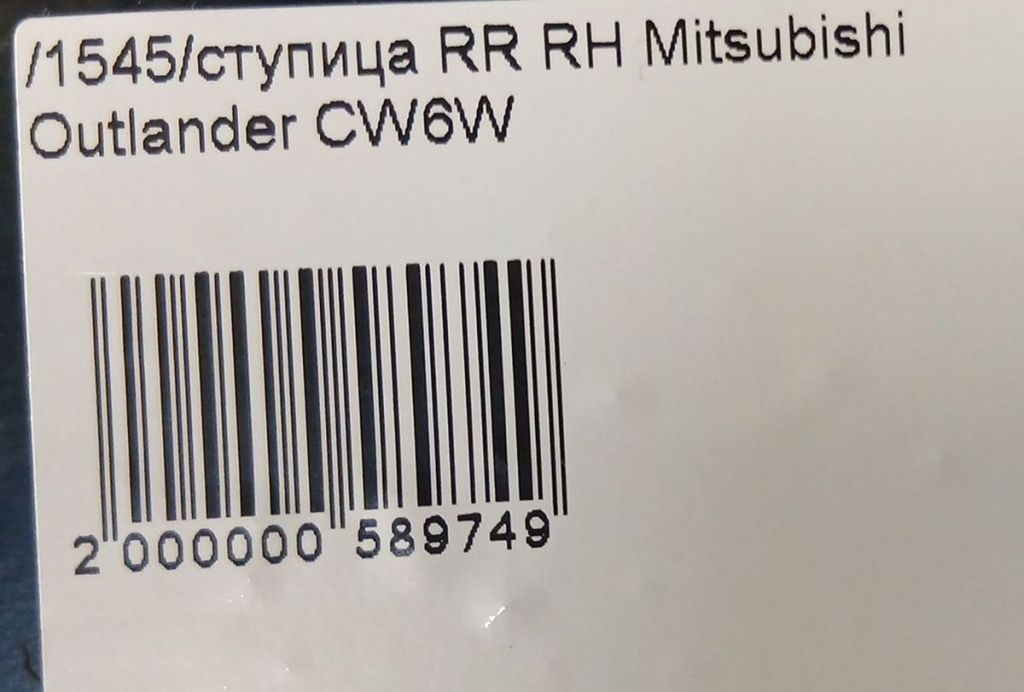 /1545/ступица RR RH Mitsubishi
Outlander CW6W
2 000000 589749